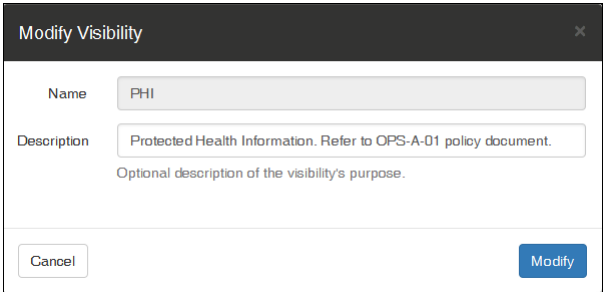 Modify Visibility ×
Name PHI
Description Protected Health Information. Refer to OPS-A-01 policy document.
Optional description of the visibility's purpose.
Cancel Modify